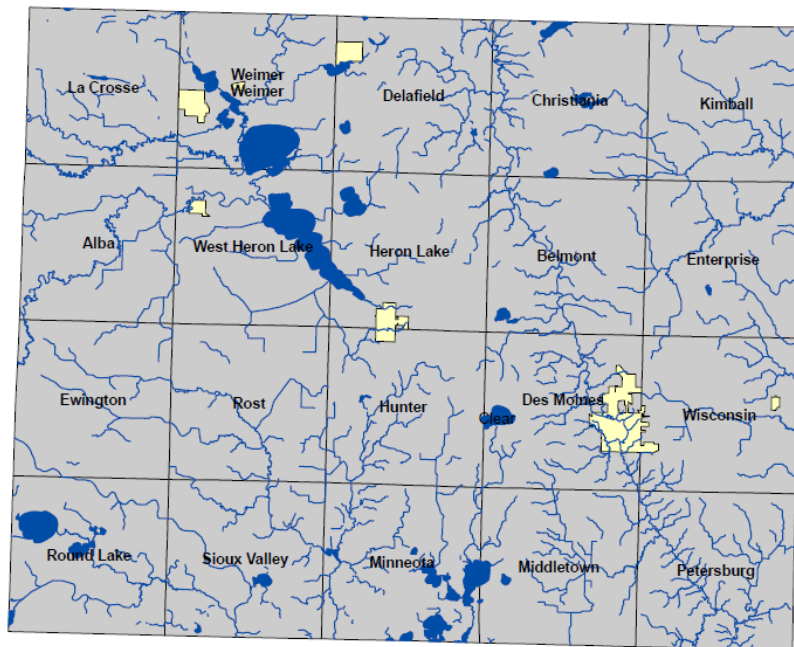 La Crosse
Weimer
Weimer
Delafield
Christiania
Kimball
Alba
West Heron Lake
Heron Lake
Belmont
Enterprise
Ewington
Rost
Hunter
Clear
Des Moines
Wisconsin
Round Lake
Sioux Valley
Minneota
Middletown
Petersburg